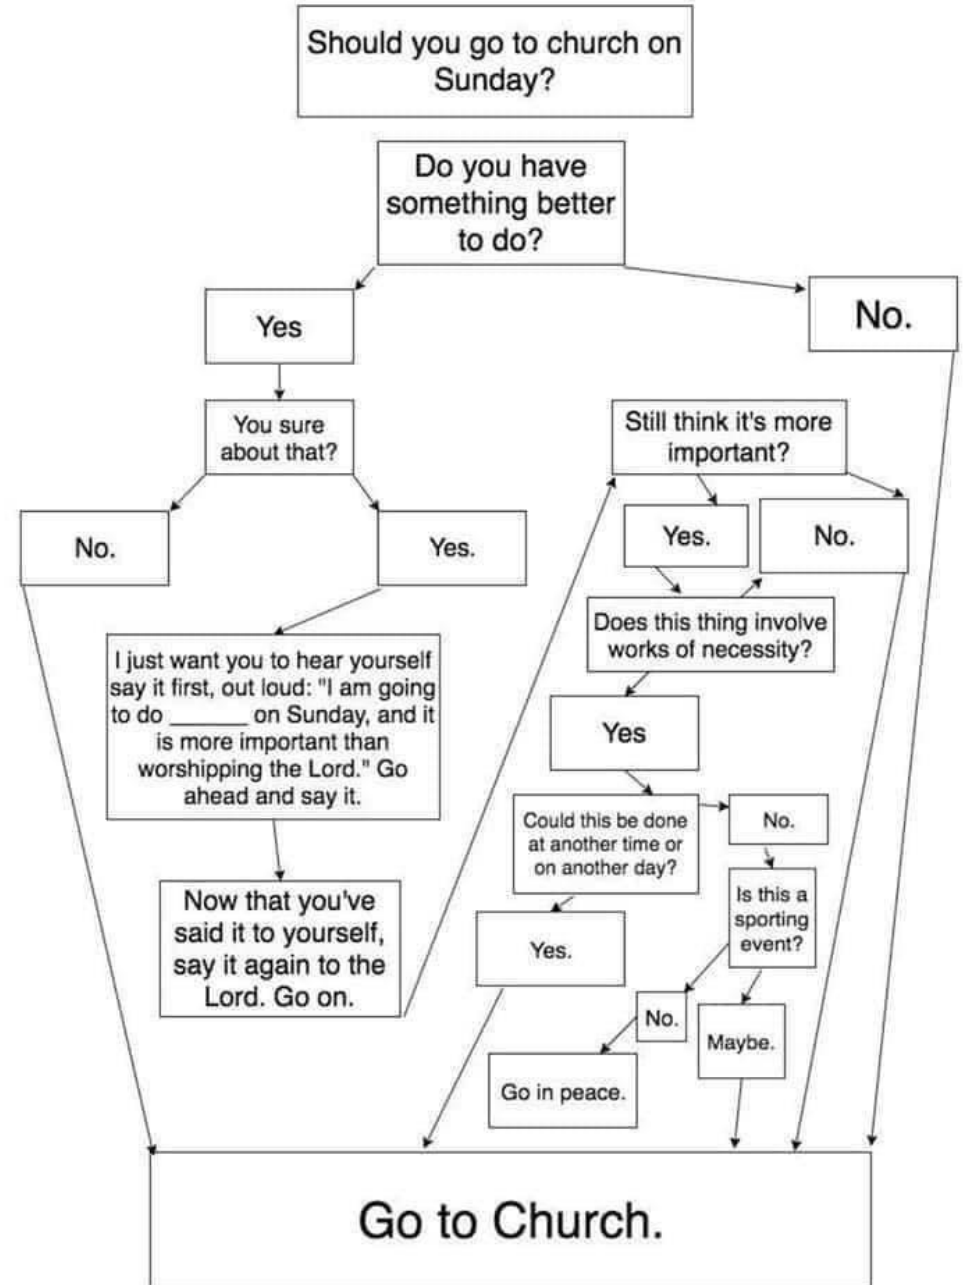 Should you go to church on
Sunday?
Do you have
something better
to do?
Yes
No.
You sure
about that?
No.
Yes.
I just want you to hear yourself
say it first, out loud: "I am going
to do ______ on Sunday, and it
is more important than
worshipping the Lord." Go
ahead and say it.
Now that you've
said it to yourself,
say it again to the
Lord. Go on.
Still think it's more
important?
Yes.
No.
Does this thing involve
works of necessity?
Yes
Could this be done
at another time or
on another day?
No.
Yes.
Is this a
sporting
event?
No.
Maybe.
Go in peace.
Go to Church.